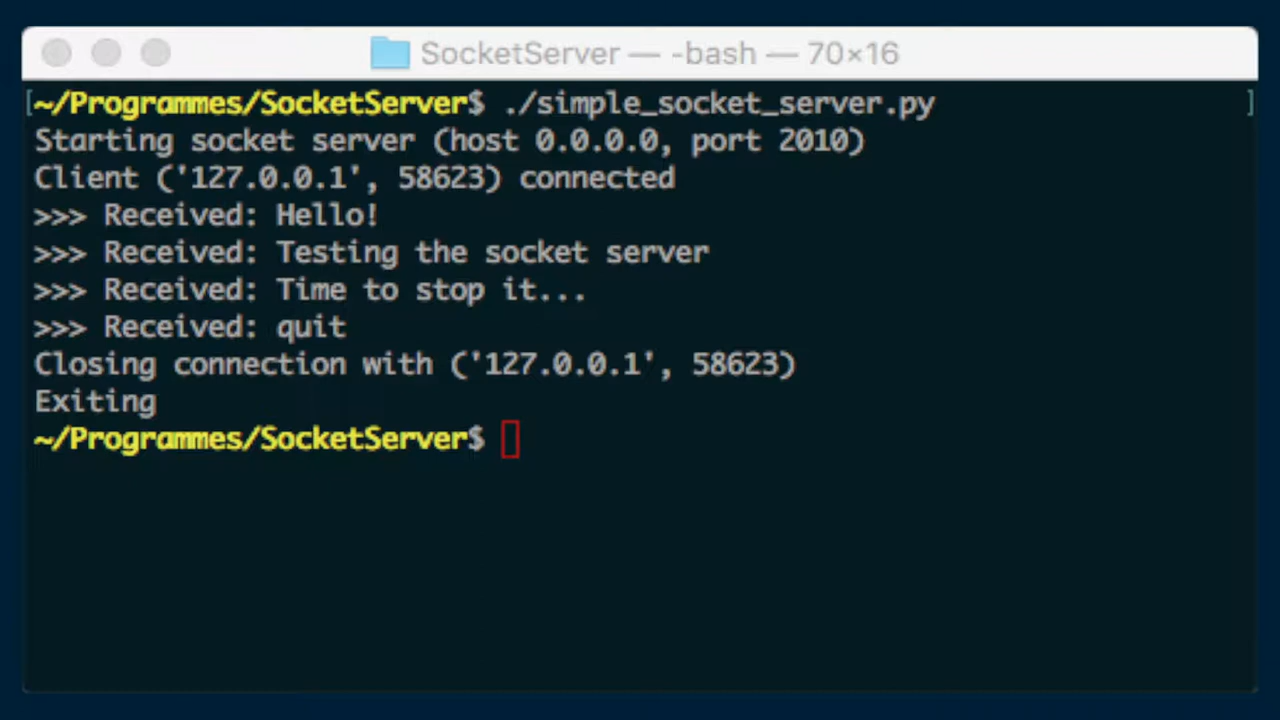 SocketServer — -bash — 70×16
[~/Programmes/SocketServer$ ./simple_socket_server.py ]
Starting socket server (host 0.0.0.0, port 2010)
Client ('127.0.0.1', 58623) connected
>>> Received: Hello!
>>> Received: Testing the socket server
>>> Received: Time to stop it...
>>> Received: quit
Closing connection with ('127.0.0.1', 58623)
Exiting
~/Programmes/SocketServer$